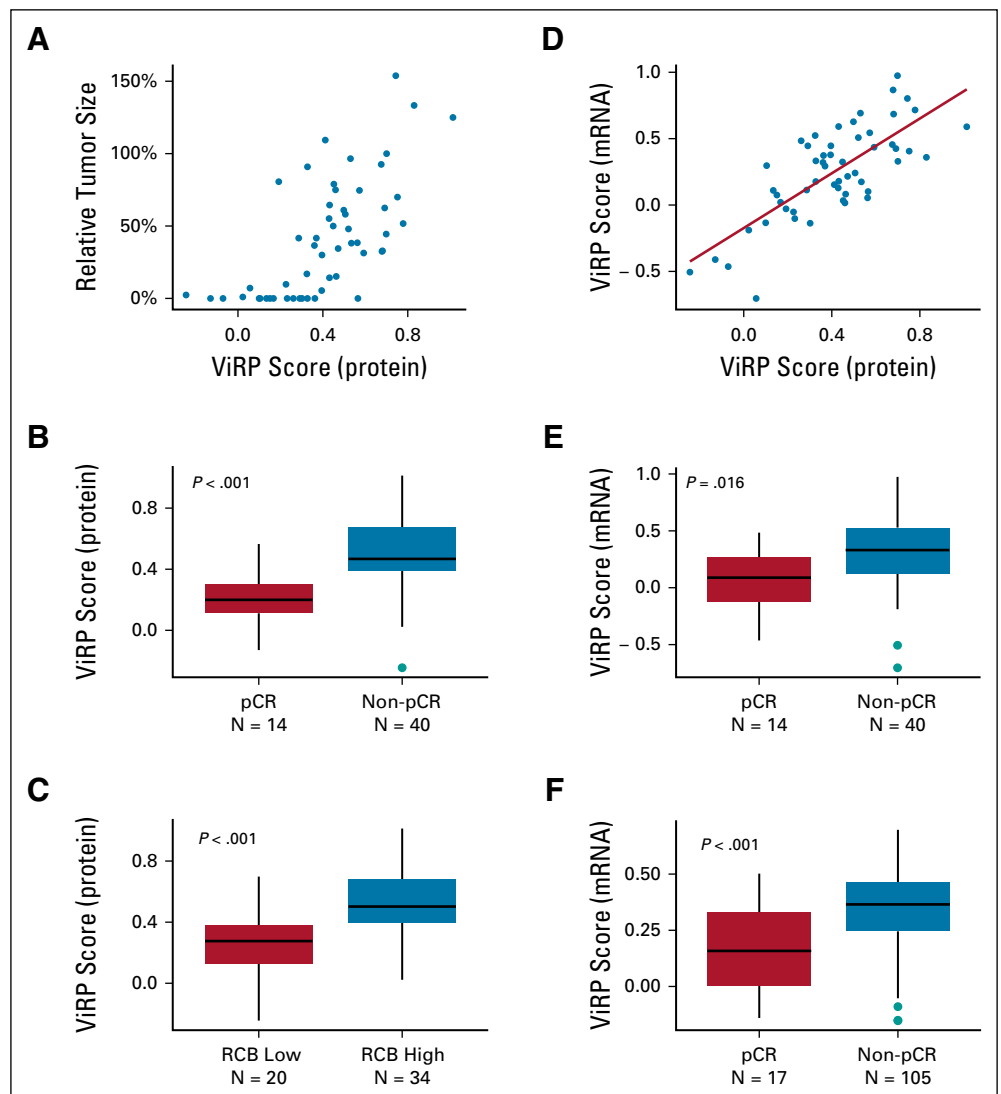 A
Relative Tumor Size
150%
100%
50%
0%
0.0
0.4
0.8
ViRP Score (protein)
D
ViRP Score (mRNA)
1.0
0.5
0.0
– 0.5
0.0
0.4
0.8
ViRP Score (protein)
B
ViRP Score (protein)
P < .001
0.8
0.4
0.0
pCR
N = 14
Non-pCR
N = 40
E
ViRP Score (mRNA)
P = .016
1.0
0.5
0.0
– 0.5
pCR
N = 14
Non-pCR
N = 40
C
ViRP Score (protein)
P < .001
0.8
0.4
0.0
RCB Low
N = 20
RCB High
N = 34
F
ViRP Score (mRNA)
P < .001
0.50
0.25
0.00
pCR
N = 17
Non-pCR
N = 105